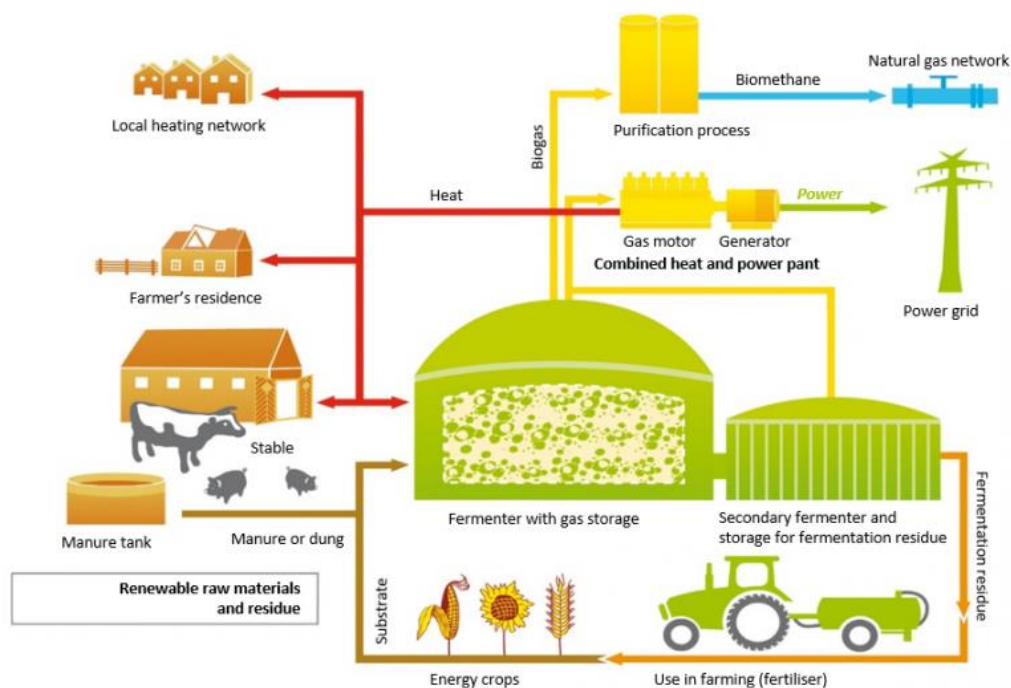 Natural gas network
Biomethane
Local heating network
Purification process
Biogas
Heat
Power
Gas motor
Generator
Combined heat and power pant
Farmer's residence
Power grid
Stable
Fermenter with gas storage
Secondary fermenter and
storage for fermentation residue
Fermentation residue
Manure tank
Manure or dung
Renewable raw materials
and residue
Substrate
Energy crops
Use in farming (fertiliser)